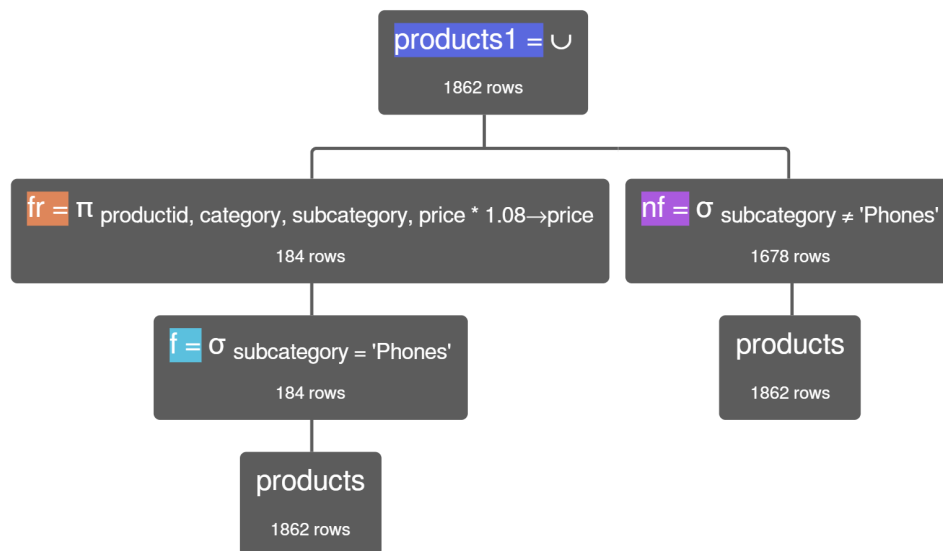 products1 = ∪
1862 rows
fr = π productid, category, subcategory, price * 1.08→price
184 rows
nf = σ subcategory ≠ 'Phones'
1678 rows
f = σ subcategory = 'Phones'
184 rows
products
1862 rows
products
1862 rows